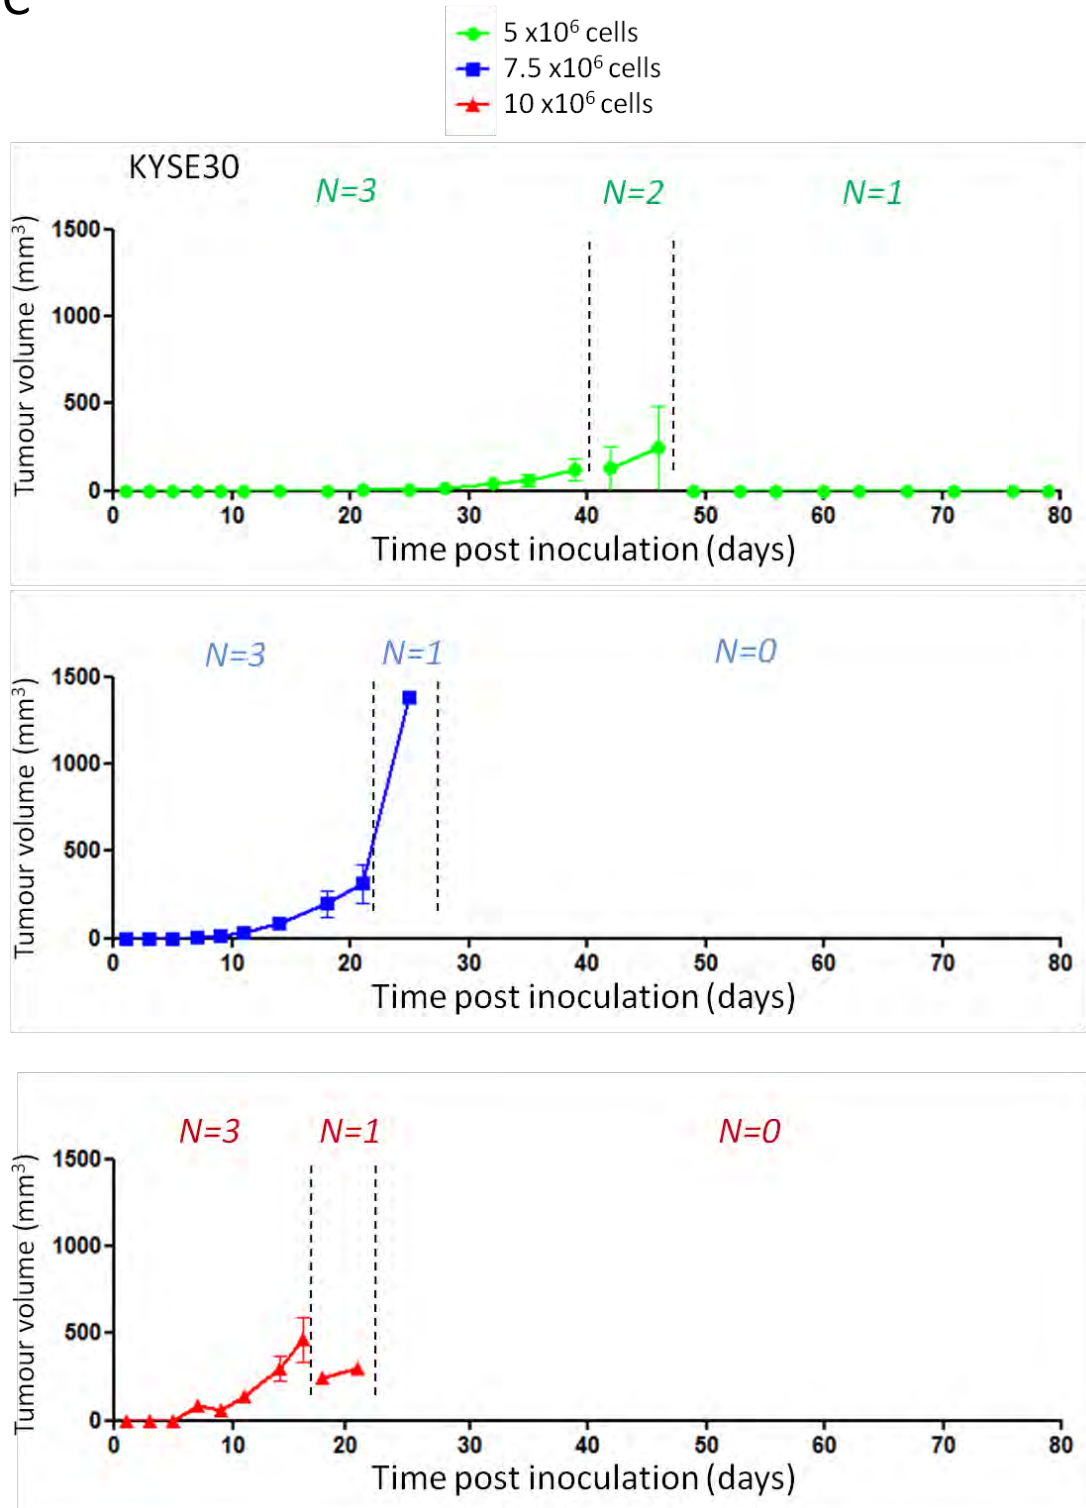 C
5 x10⁶ cells
7.5 x10⁶ cells
10 x10⁶ cells
KYSE30
N=3 N=2 N=1
Tumour volume (mm³)
1500
1000
500
0
0 10 20 30 40 50 60 70 80
Time post inoculation (days)
N=3 N=1 N=0
Tumour volume (mm³)
1500
1000
500
0
0 10 20 30 40 50 60 70 80
Time post inoculation (days)
N=3 N=1 N=0
Tumour volume (mm³)
1500
1000
500
0
0 10 20 30 40 50 60 70 80
Time post inoculation (days)